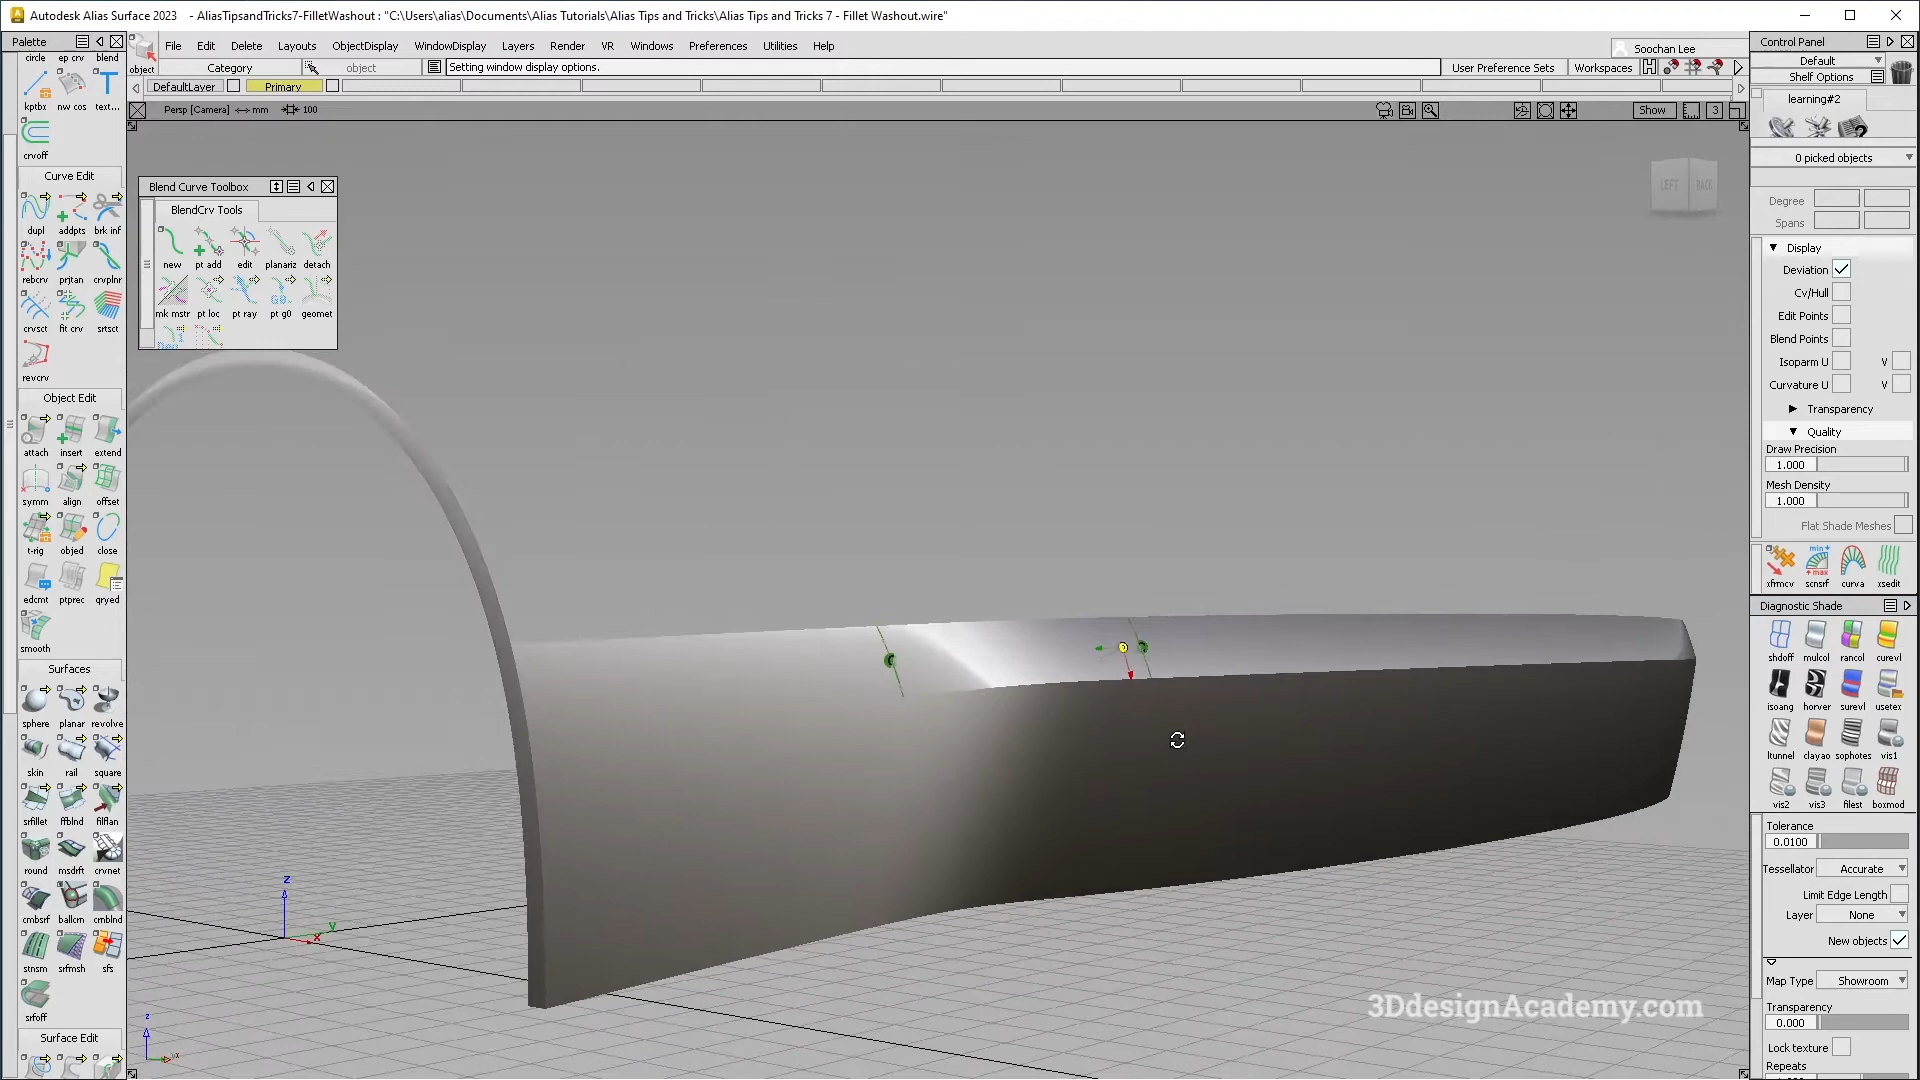 Autodesk Alias Surface 2023 - AliasTipsandTricks7-FilletWashout : "C:\Users\alias\Documents\Alias Tutorials\Alias Tips and Tricks\Alias Tips and Tricks 7 - Fillet Washout.wire"
Palette
circle ep crv blend
kptbx nw cos text...
crvoff
Curve Edit
dupl addpts brk inf
rebcrv prjtan crvplnr
crvsct fit crv srtsct
revcrv
Object Edit
attach insert extend
symm align offset
t-rig objed close
edcmt ptprec qryed
smooth
Surfaces
sphere planar revolve
skin rail square
srfillet ffblnd filflan
round msdrft crvnet
cmbsrf ballcrn cmblnd
stnsrn srfmsh sfs
srfoff
Surface Edit
object
File Edit Delete Layouts ObjectDisplay WindowDisplay Layers Render VR Windows Preferences Utilities Help
Soochan Lee
Category object Setting window display options. User Preference Sets Workspaces
DefaultLayer Primary
Persp [Camera] mm 100 Show 3
Blend Curve Toolbox
BlendCrv Tools
new pt add edit planariz detach
mk mstr pt loc pt ray pt g0 geomet
LEFT BACK
z
y
x
z
3DdesignAcademy.com
Control Panel
Default
Shelf Options
learning#2
0 picked objects
Degree
Spans
Display
Deviation
Cv/Hull
Edit Points
Blend Points
Isoparm U V
Curvature U V
Transparency
Quality
Draw Precision
1.000
Mesh Density
1.000
Flat Shade Meshes
xfrmcv scnsrf curva xsedit
Diagnostic Shade
shdoff mulcol rancol curevl
isoang horver surevl usetex
ltunnel clayao sophotes vis1
vis2 vis3 filest boxmod
Tolerance
0.0100
Tessellator Accurate
Limit Edge Length
Layer None
New objects
Map Type Showroom
Transparency
0.000
Lock texture
Repeats